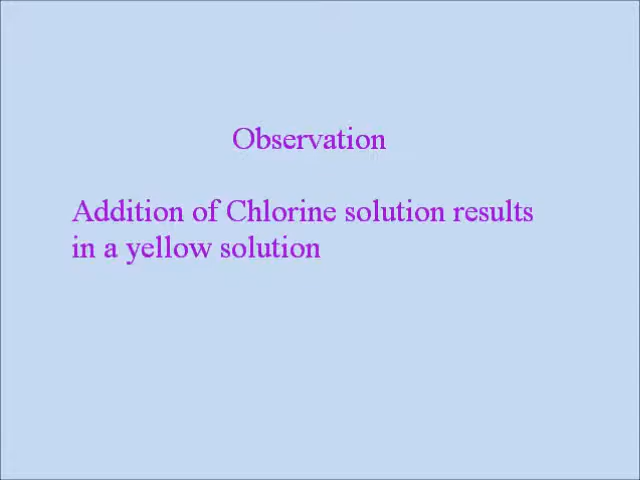 Observation
Addition of Chlorine solution results
in a yellow solution